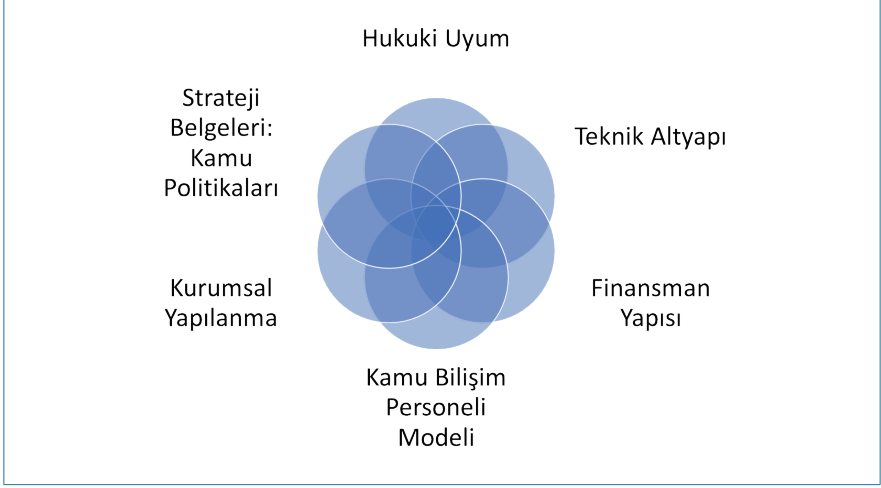 Hukuki Uyum
Strateji
Belgeleri:
Kamu
Politikaları
Teknik Altyapı
Kurumsal
Yapılanma
Finansman
Yapısı
Kamu Bilişim
Personeli
Modeli